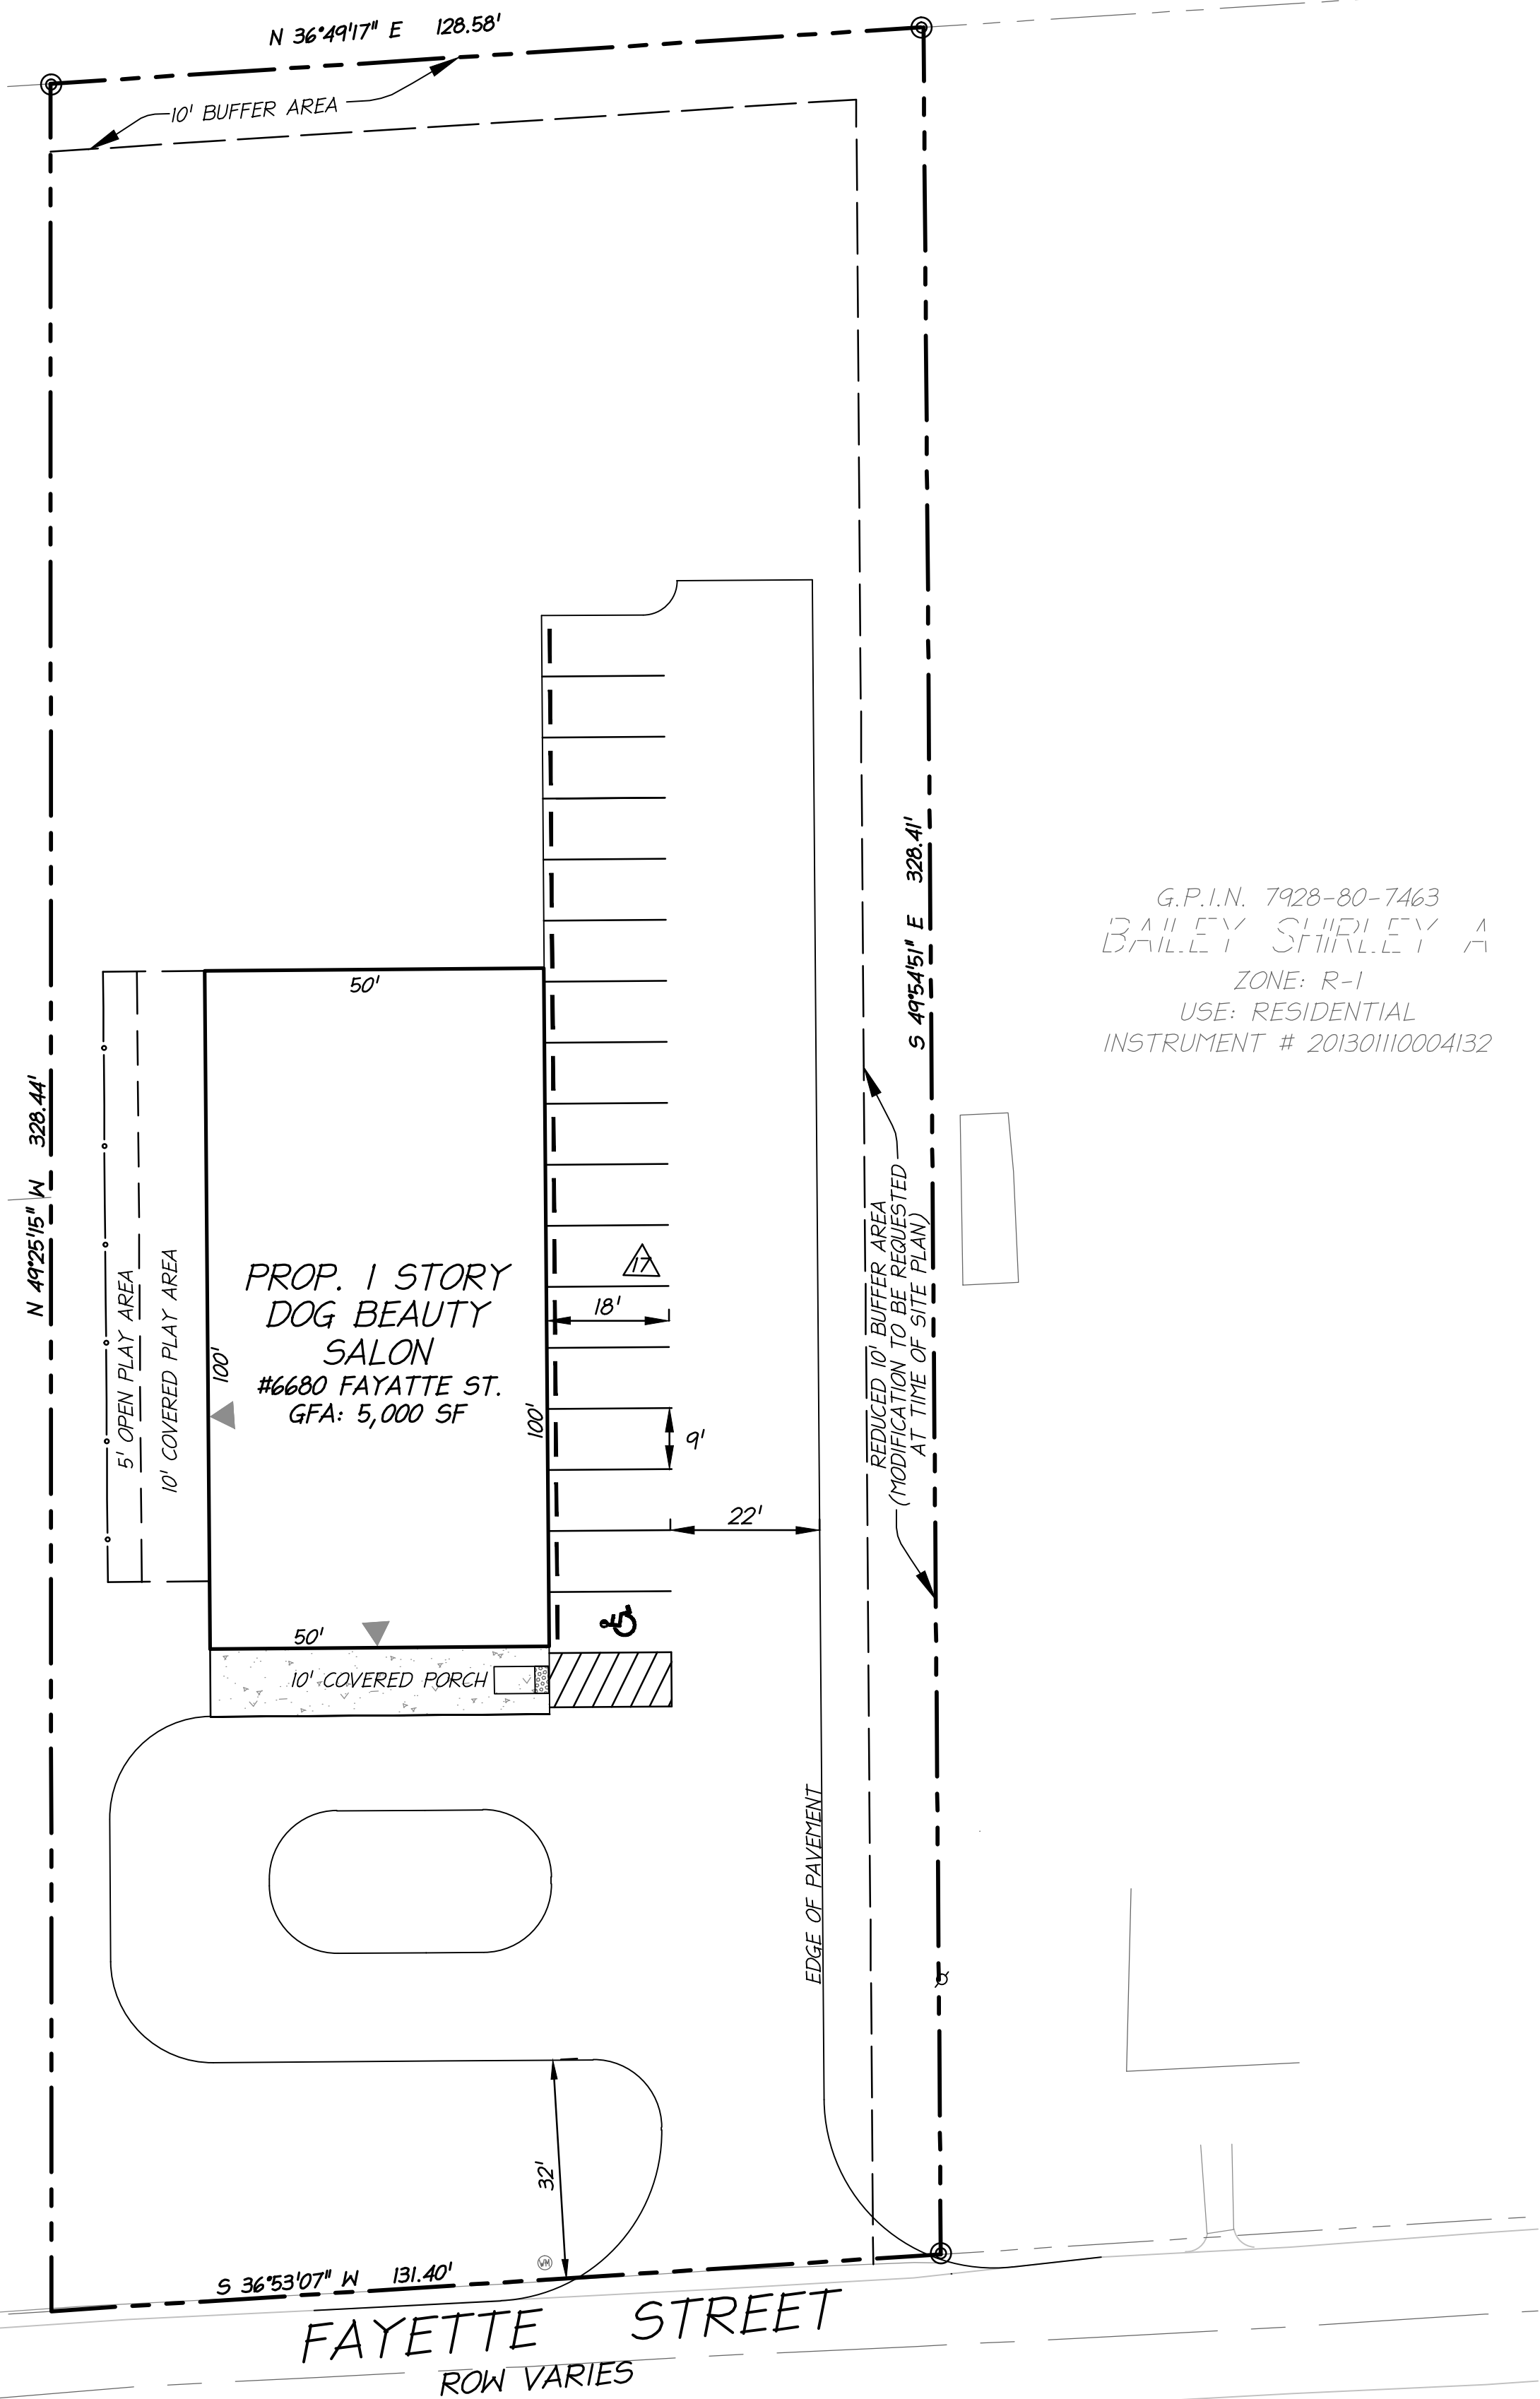 N 36°49'17" E 128.58'
10' BUFFER AREA
S 49°54'51" E 328.41'
G.P.I.N. 7928-80-7463
BAILEY SHIRLEY A
ZONE: R-1
USE: RESIDENTIAL
INSTRUMENT # 201301110004132
N 49°25'15" W 328.44'
50'
5' OPEN PLAY AREA
10' COVERED PLAY AREA
100'
PROP. 1 STORY
DOG BEAUTY
SALON
#6680 FAYATTE ST.
GFA: 5,000 SF
100'
17
18'
9'
22'
REDUCED 10' BUFFER AREA
(MODIFICATION TO BE REQUESTED
AT TIME OF SITE PLAN)
50'
10' COVERED PORCH
EDGE OF PAVEMENT
32'
WM
S 36°53'07" W 131.40'
FAYETTE STREET
ROW VARIES